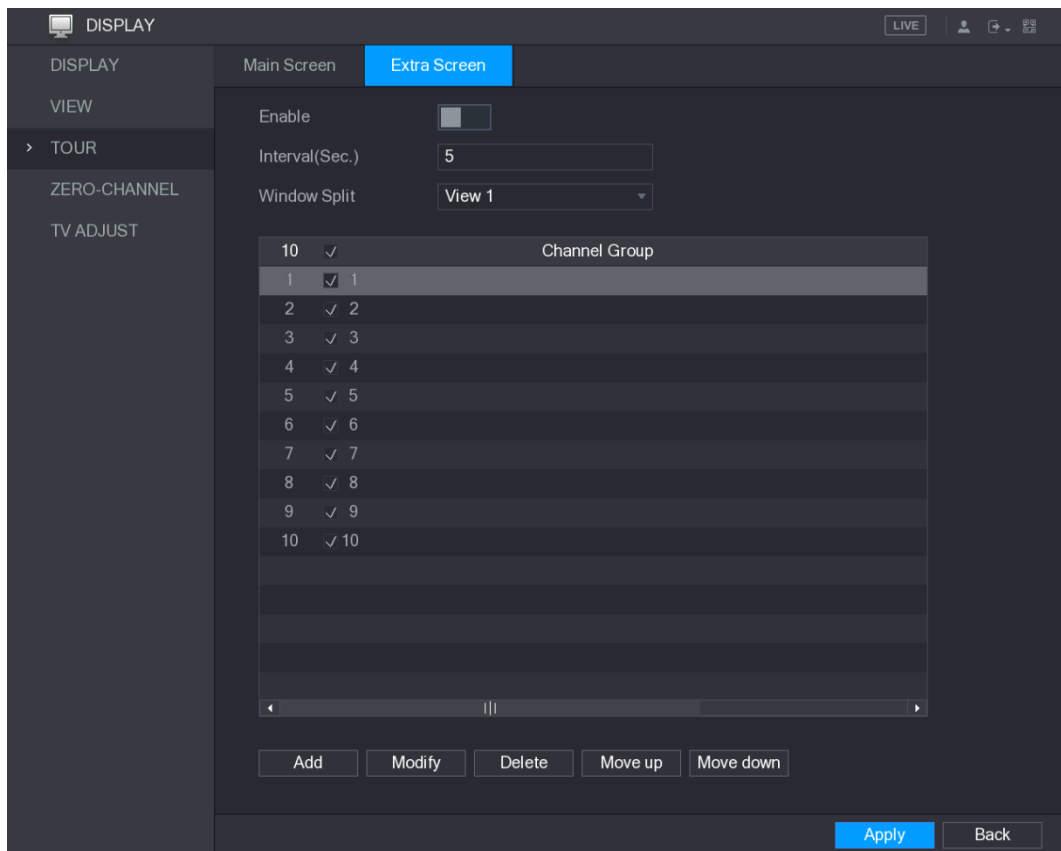 DISPLAY LIVE
DISPLAY
VIEW
> TOUR
ZERO-CHANNEL
TV ADJUST
Main Screen Extra Screen
Enable
Interval(Sec.) 5
Window Split View 1
10 Channel Group
1 1
2 2
3 3
4 4
5 5
6 6
7 7
8 8
9 9
10 10
Add Modify Delete Move up Move down
Apply Back